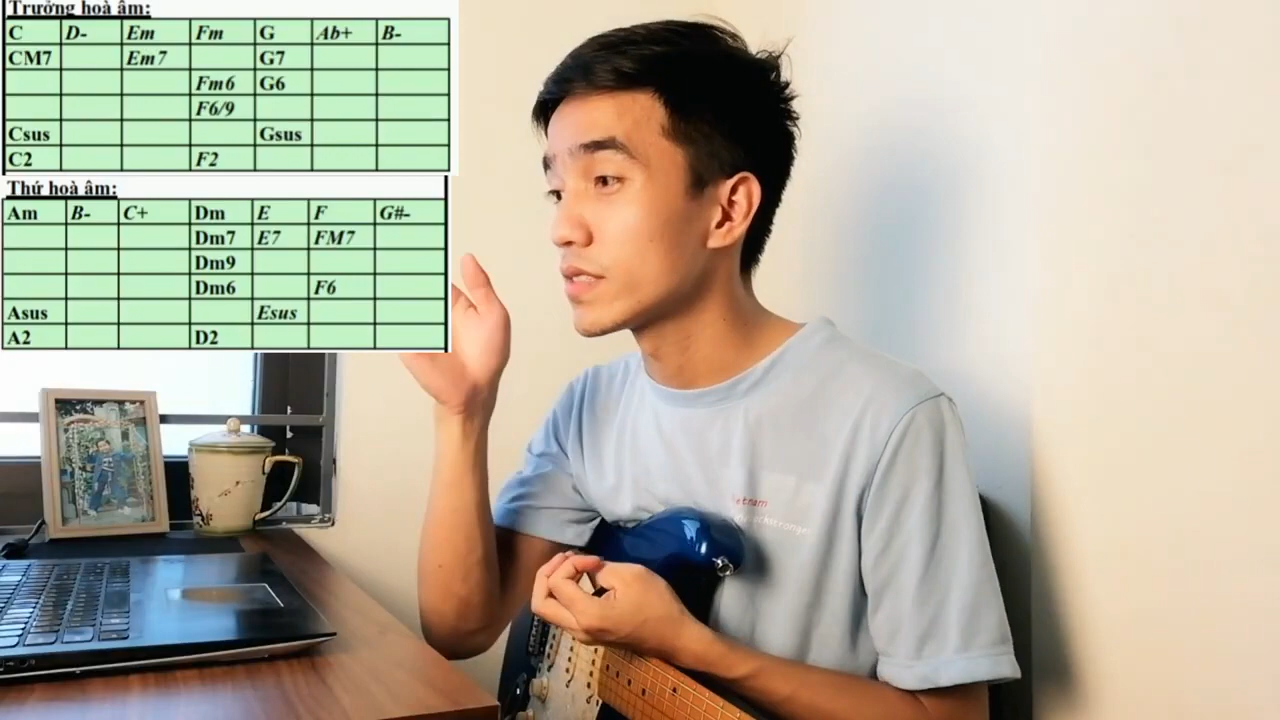 Trưởng hoà âm:
C D- Em Fm G Ab+ B-
CM7 Em7 G7
Fm6 G6
F6/9
Csus Gsus
C2 F2
Thứ hoà âm:
Am B- C+ Dm E F G#-
Dm7 E7 FM7
Dm9
Dm6 F6
Asus Esus
A2 D2